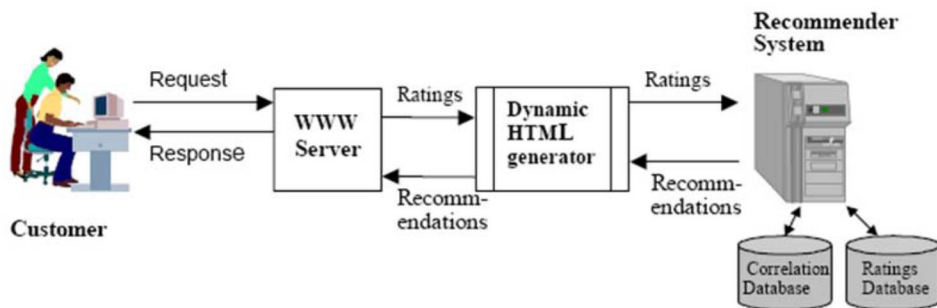 Recommender
System
Request
Ratings
Ratings
WWW
Server
Dynamic
HTML
generator
Response
Recomm-
endations
Recomm-
endations
Customer
Correlation
Database
Ratings
Database